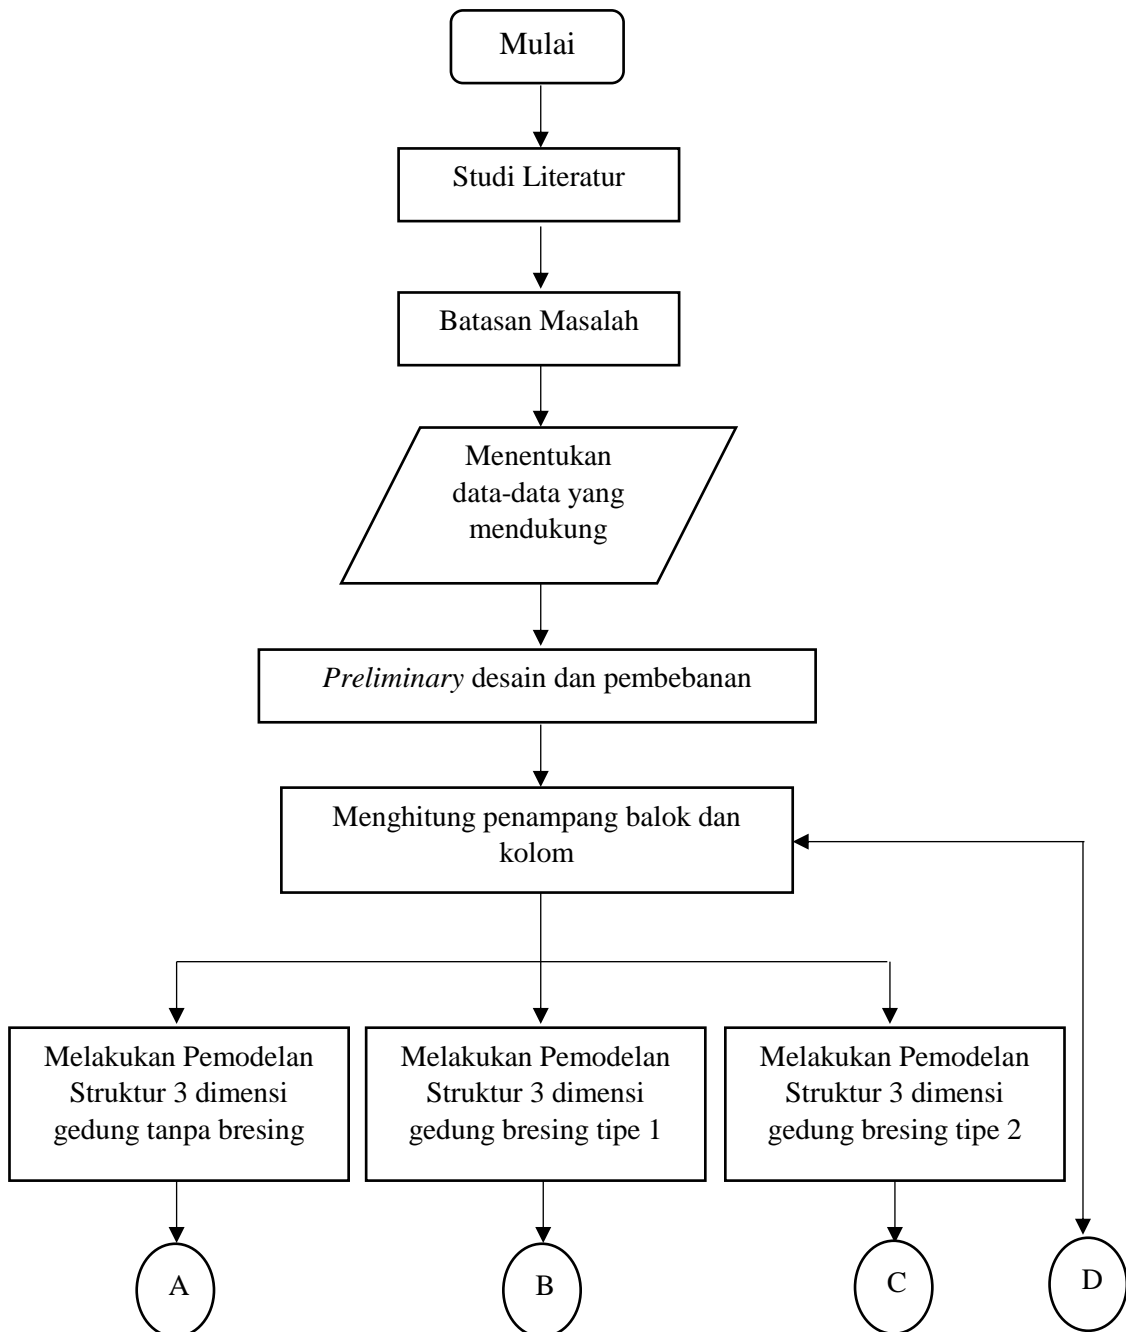 Mulai
Studi Literatur
Batasan Masalah
Menentukan
data-data yang
mendukung
Preliminary desain dan pembebanan
Menghitung penampang balok dan
kolom
Melakukan Pemodelan
Struktur 3 dimensi
gedung tanpa bresing
Melakukan Pemodelan
Struktur 3 dimensi
gedung bresing tipe 1
Melakukan Pemodelan
Struktur 3 dimensi
gedung bresing tipe 2
A
B
C
D